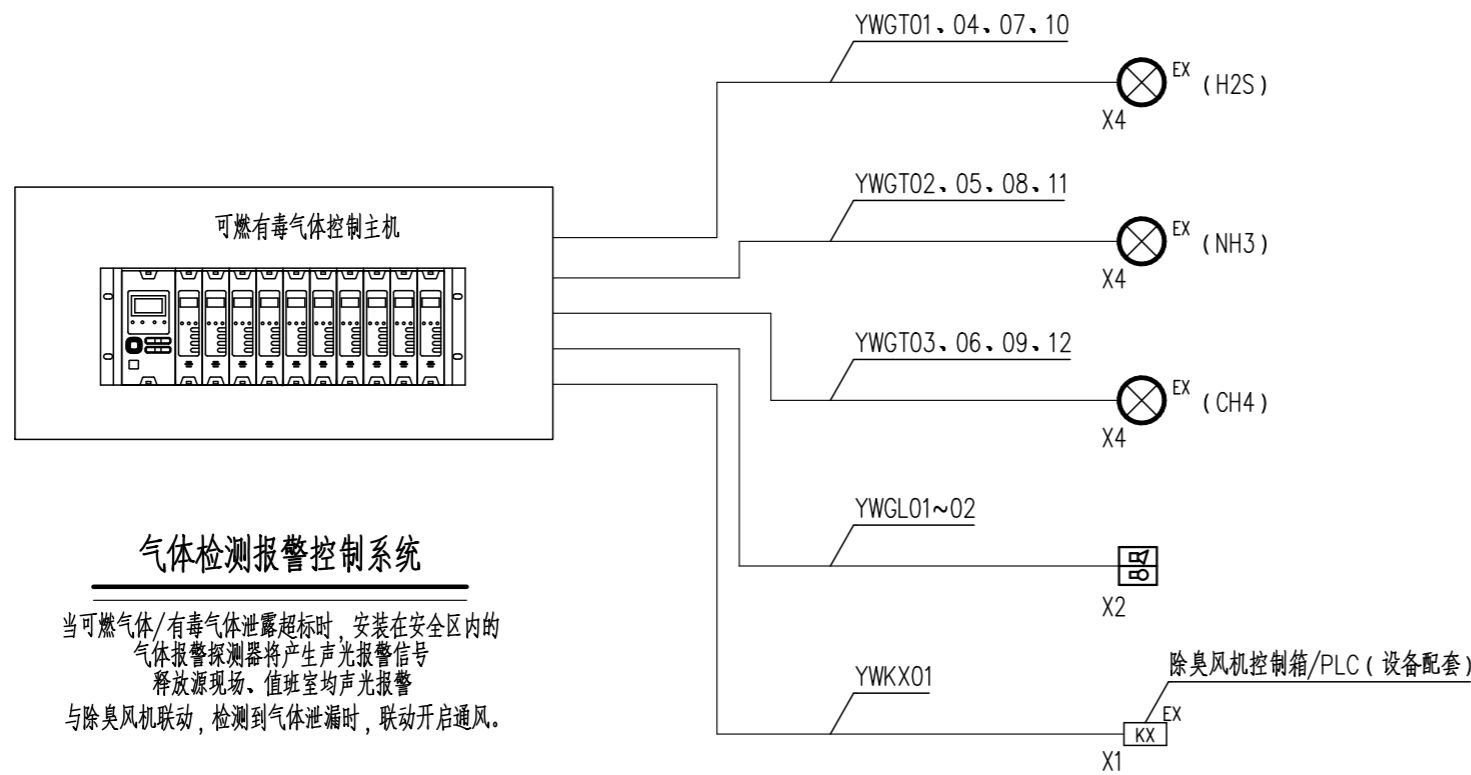 YWGT01、04、07、10
EX
(H2S)
X4
YWGT02、05、08、11
EX
(NH3)
X4
可燃有毒气体控制主机
YWGT03、06、09、12
EX
(CH4)
X4
YWGL01~02
X2
气体检测报警控制系统
当可燃气体/有毒气体泄露超标时,安装在安全区内的
气体报警探测器将产生声光报警信号
释放源现场、值班室均声光报警
与除臭风机联动,检测到气体泄漏时,联动开启通风。
除臭风机控制箱/PLC(设备配套)
YWKX01
EX
KX
X1